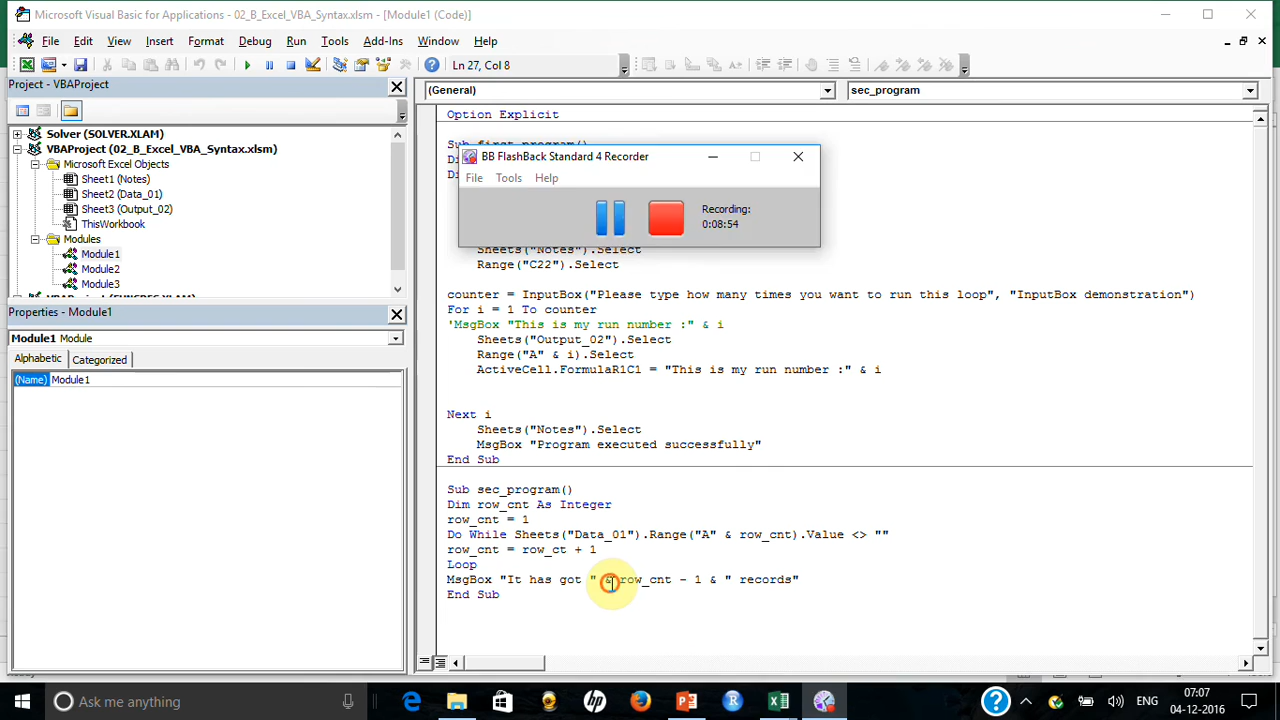 Microsoft Visual Basic for Applications - 02_B_Excel_VBA_Syntax.xlsm - [Module1 (Code)]
File Edit View Insert Format Debug Run Tools Add-Ins Window Help
Ln 27, Col 8
Project - VBAProject
Solver (SOLVER.XLAM)
VBAProject (02_B_Excel_VBA_Syntax.xlsm)
Microsoft Excel Objects
Sheet1 (Notes)
Sheet2 (Data_01)
Sheet3 (Output_02)
ThisWorkbook
Modules
Module1
Module2
Module3
Properties - Module1
Module1 Module
Alphabetic Categorized
(Name) Module1
(General) sec_program
Option Explicit
Sub first_program()
BB FlashBack Standard 4 Recorder
File Tools Help
Recording:
0:08:54
Sheets("Notes").Select
Range("C22").Select
counter = InputBox("Please type how many times you want to run this loop", "InputBox demonstration")
For i = 1 To counter
'MsgBox "This is my run number :" & i
Sheets("Output_02").Select
Range("A" & i).Select
ActiveCell.FormulaR1C1 = "This is my run number :" & i
Next i
Sheets("Notes").Select
MsgBox "Program executed successfully"
End Sub
Sub sec_program()
Dim row_cnt As Integer
row_cnt = 1
Do While Sheets("Data_01").Range("A" & row_cnt).Value <> ""
row_cnt = row_ct + 1
Loop
MsgBox "It has got " & row_cnt - 1 & " records"
End Sub
Ask me anything
ENG
07:07
04-12-2016